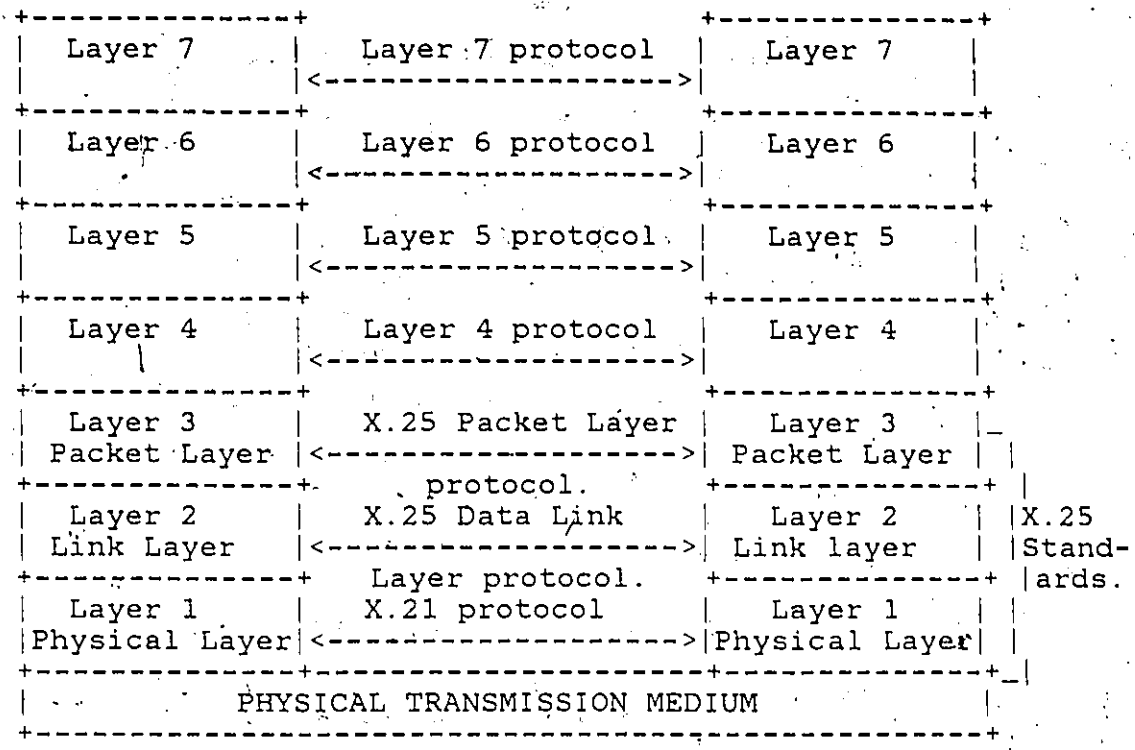 Layer 7 Layer 7 protocol Layer 7
Layer 6 Layer 6 protocol Layer 6
Layer 5 Layer 5 protocol Layer 5
Layer 4 Layer 4 protocol Layer 4
Layer 3 X.25 Packet Layer Layer 3
Packet Layer Packet Layer
protocol.
Layer 2 X.25 Data Link Layer 2 X.25
Link Layer Link layer Stand-
Layer protocol. ards.
Layer 1 X.21 protocol Layer 1
Physical Layer Physical Layer
PHYSICAL TRANSMISSION MEDIUM